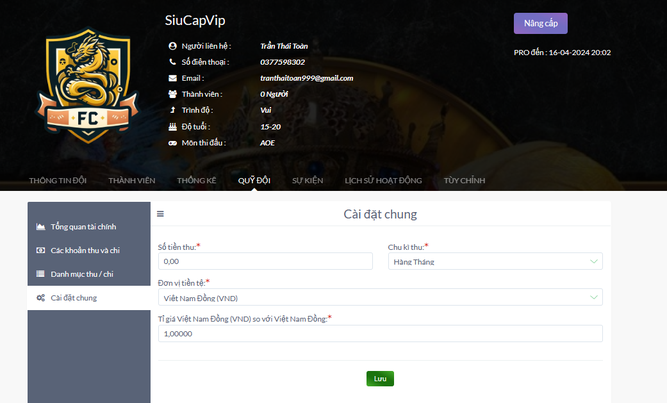 SiuCapVip
Nâng cấp
Người liên hệ : Trần Thái Toàn
PRO đến : 16-04-2024 20:02
Số điện thoại : 0377598302
Email : tranthaitoan999@gmail.com
Thành viên : 0 Người
Trình độ : Vui
Độ tuổi : 15-20
Môn thi đấu : AOE
FC
THÔNG TIN ĐỘI THÀNH VIÊN THỐNG KÊ QUỸ ĐỘI SỰ KIỆN LỊCH SỬ HOẠT ĐỘNG TÙY CHỈNH
Tổng quan tài chính
Các khoản thu và chi
Danh mục thu / chi
Cài đặt chung
Cài đặt chung
Số tiền thu:* Chu kì thu:*
0,00 Hàng Tháng
Đơn vị tiền tệ:*
Việt Nam Đồng (VND)
Tỉ giá Việt Nam Đồng (VND) so với Việt Nam Đồng:*
1,00000
Lưu